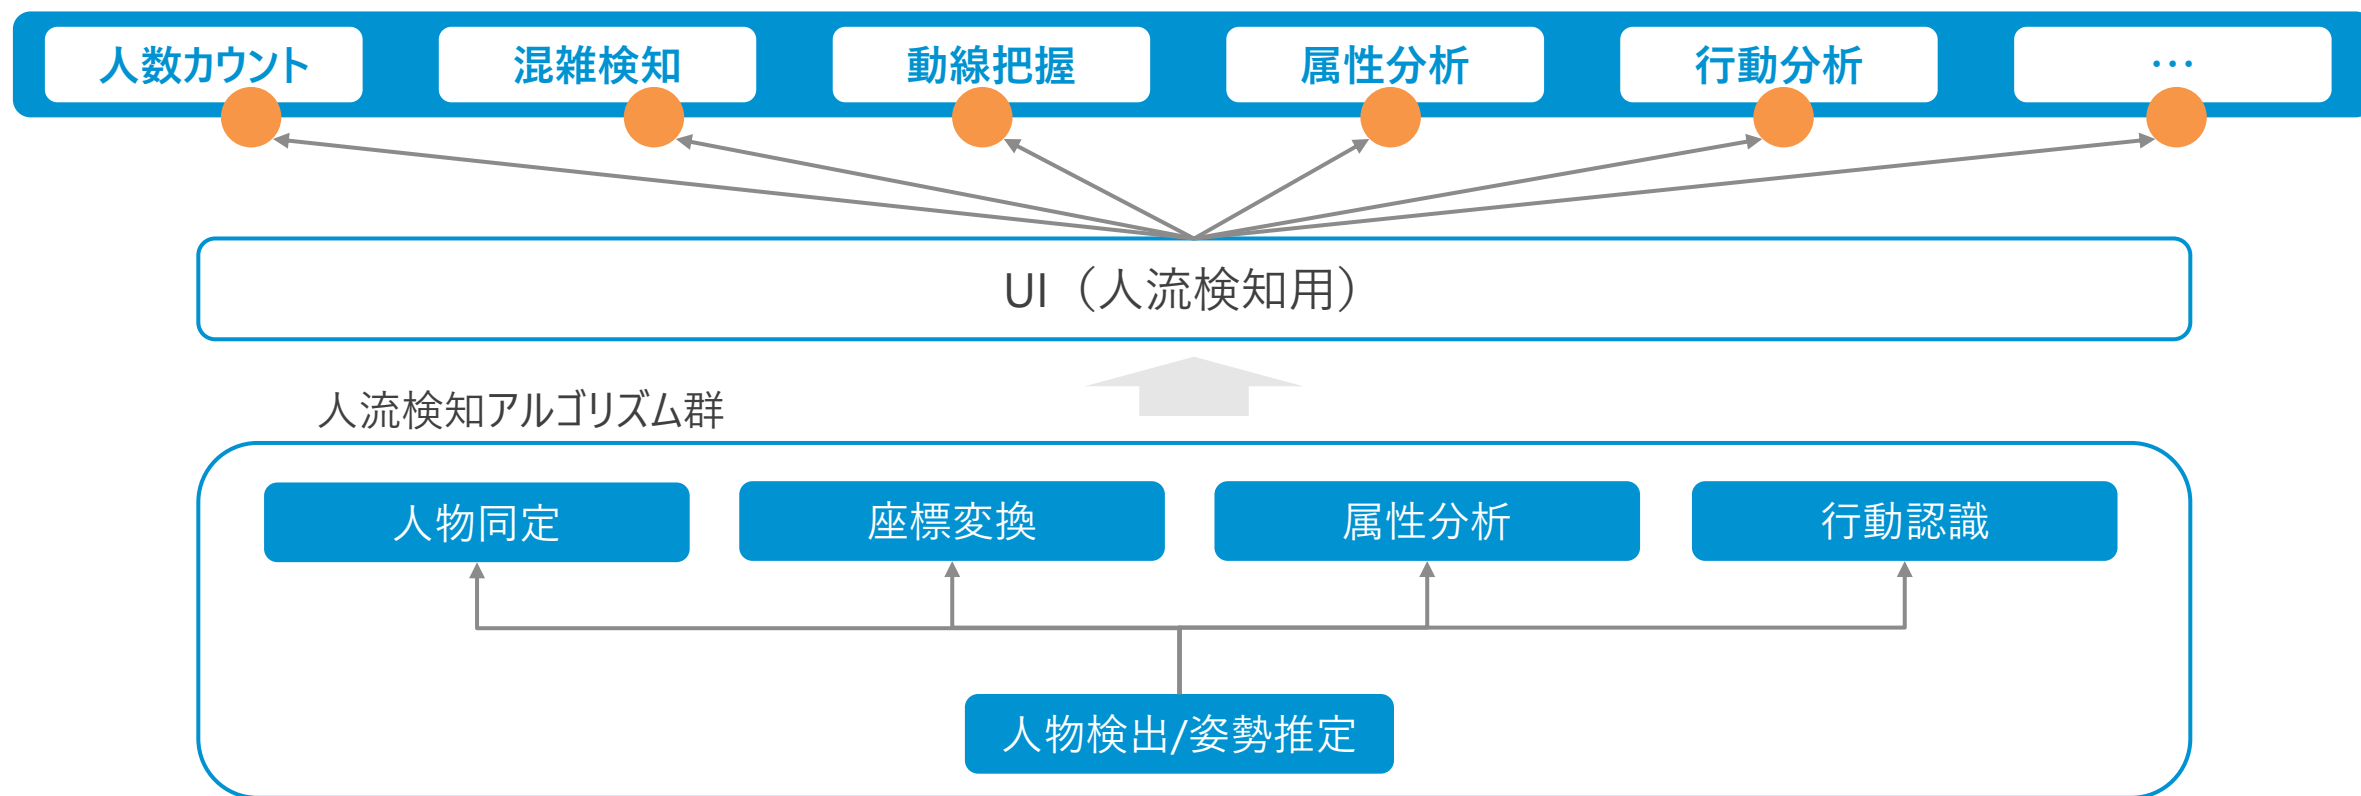 人数カウント
混雑検知
動線把握
属性分析
行動分析
…
UI（人流検知用）
人流検知アルゴリズム群
人物同定
座標変換
属性分析
行動認識
人物検出/姿勢推定